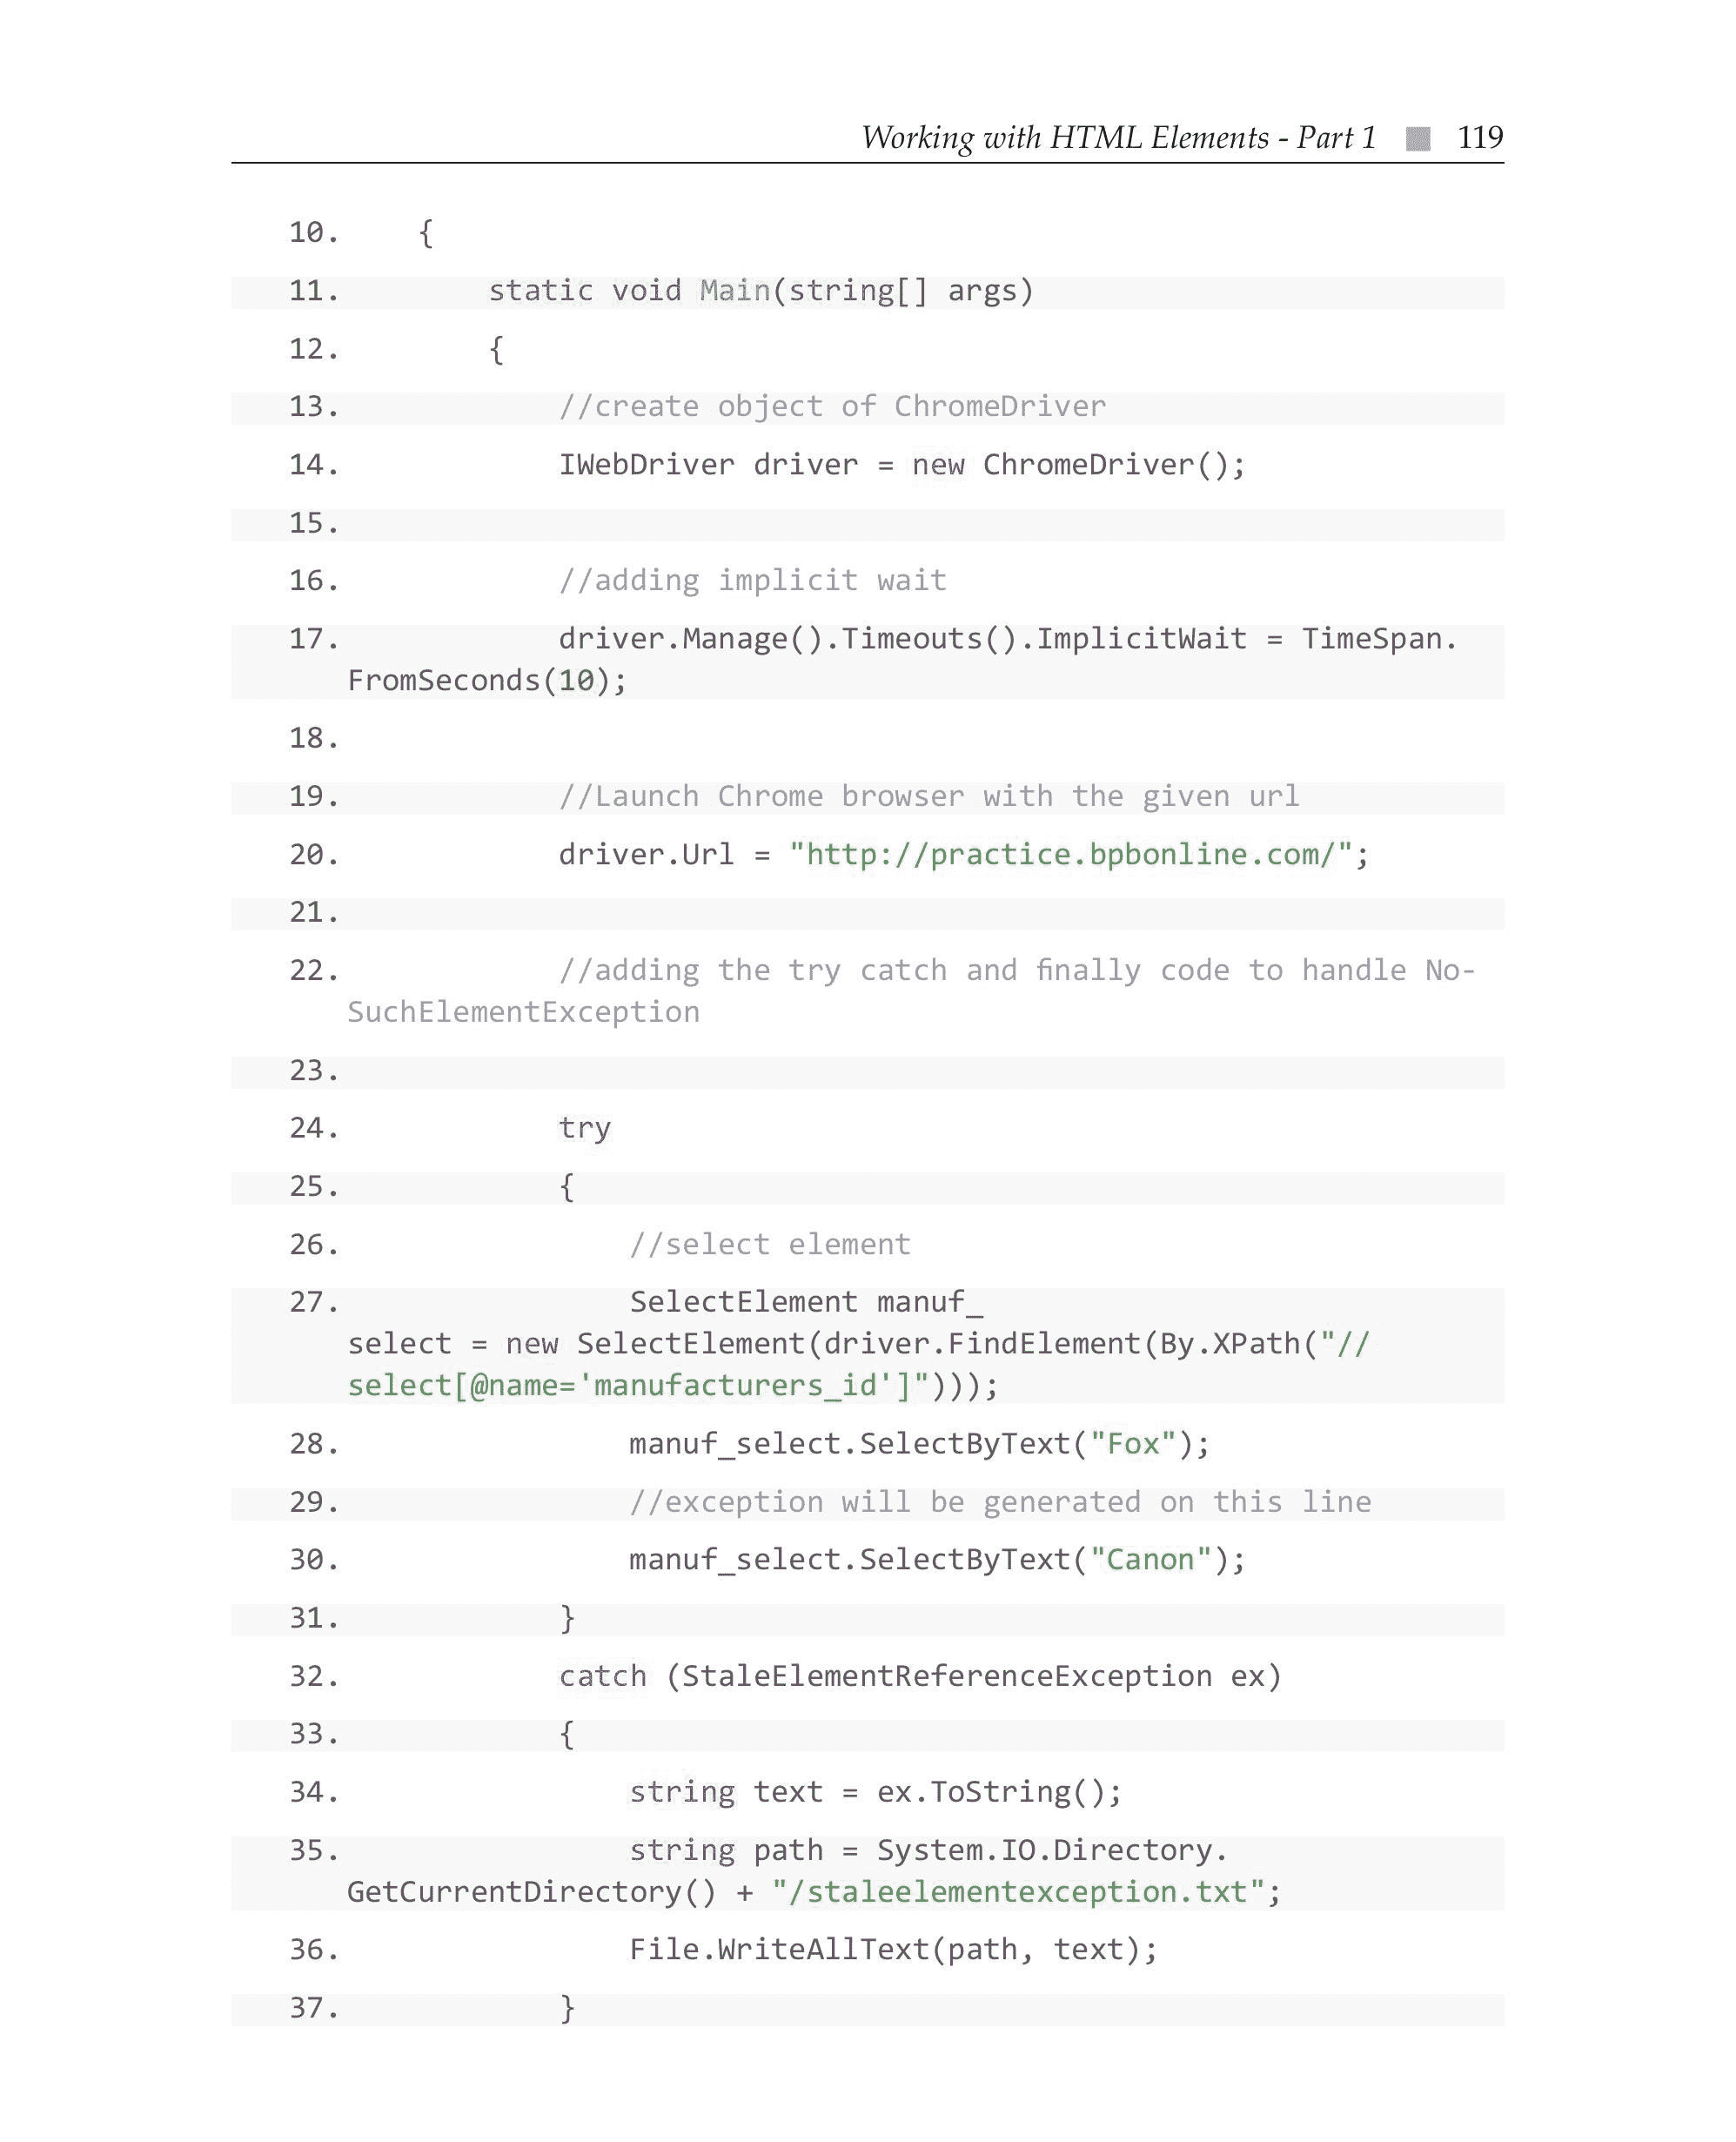 Working with HTML Elements - Part 1 119
10. {
11. static void Main(string[] args)
12. {
13. //create object of ChromeDriver
14. IWebDriver driver = new ChromeDriver();
15.
16. //adding implicit wait
17. driver.Manage().Timeouts().ImplicitWait = TimeSpan.
FromSeconds(10);
18.
19. //Launch Chrome browser with the given url
20. driver.Url = "http://practice.bpbonline.com/";
21.
22. //adding the try catch and finally code to handle No-
SuchElementException
23.
24. try
25. {
26. //select element
27. SelectElement manuf_
select = new SelectElement(driver.FindElement(By.XPath("//
select[@name='manufacturers_id']")));
28. manuf_select.SelectByText("Fox");
29. //exception will be generated on this line
30. manuf_select.SelectByText("Canon");
31. }
32. catch (StaleElementReferenceException ex)
33. {
34. string text = ex.ToString();
35. string path = System.IO.Directory.
GetCurrentDirectory() + "/staleelementexception.txt";
36. File.WriteAllText(path, text);
37. }